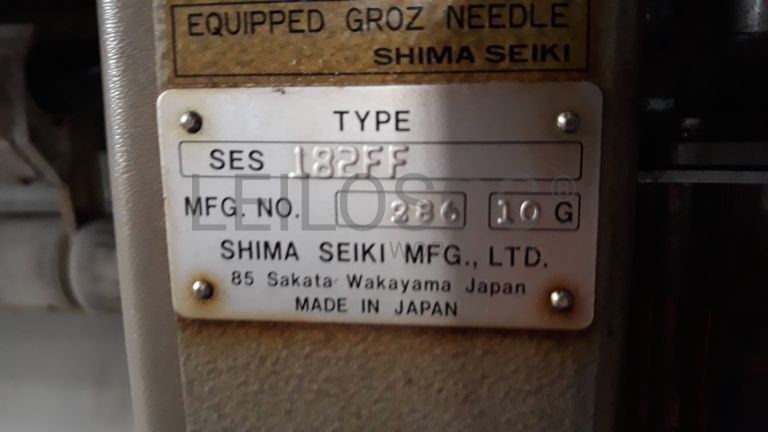 EQUIPPED GROZ NEEDLE
SHIMA SEIKI
TYPE
SES 182FF
MFG. NO. 286 10 G
SHIMA SEIKI MFG., LTD.
85 Sakata Wakayama Japan
MADE IN JAPAN